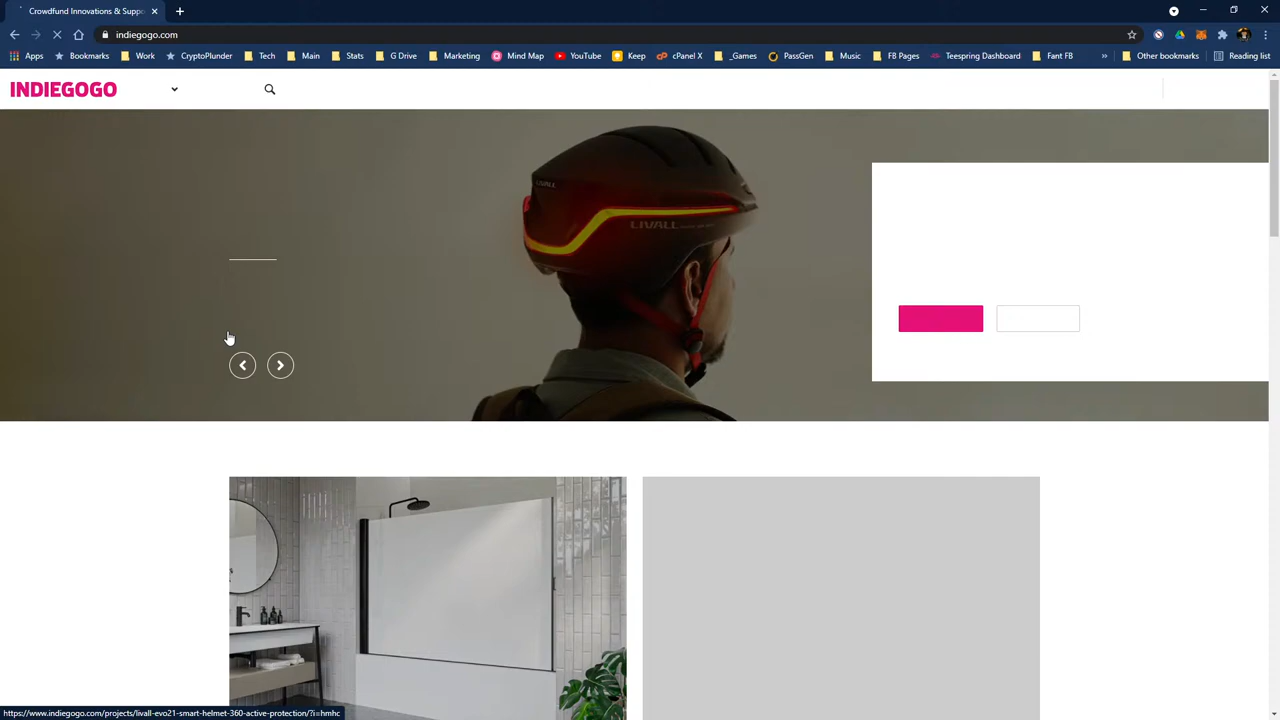 Crowdfund Innovations & Suppo
indiegogo.com
Apps
Bookmarks
Work
CryptoPlunder
Tech
Main
Stats
G Drive
Marketing
Mind Map
YouTube
Keep
cPanel X
_Games
PassGen
Music
FB Pages
Teespring Dashboard
Fant FB
»
Other bookmarks
Reading list
INDIEGOGO
LIVALL
LIVALL
https://www.indiegogo.com/projects/livall-evo21-smart-helmet-360-active-protection/?i=hmhc